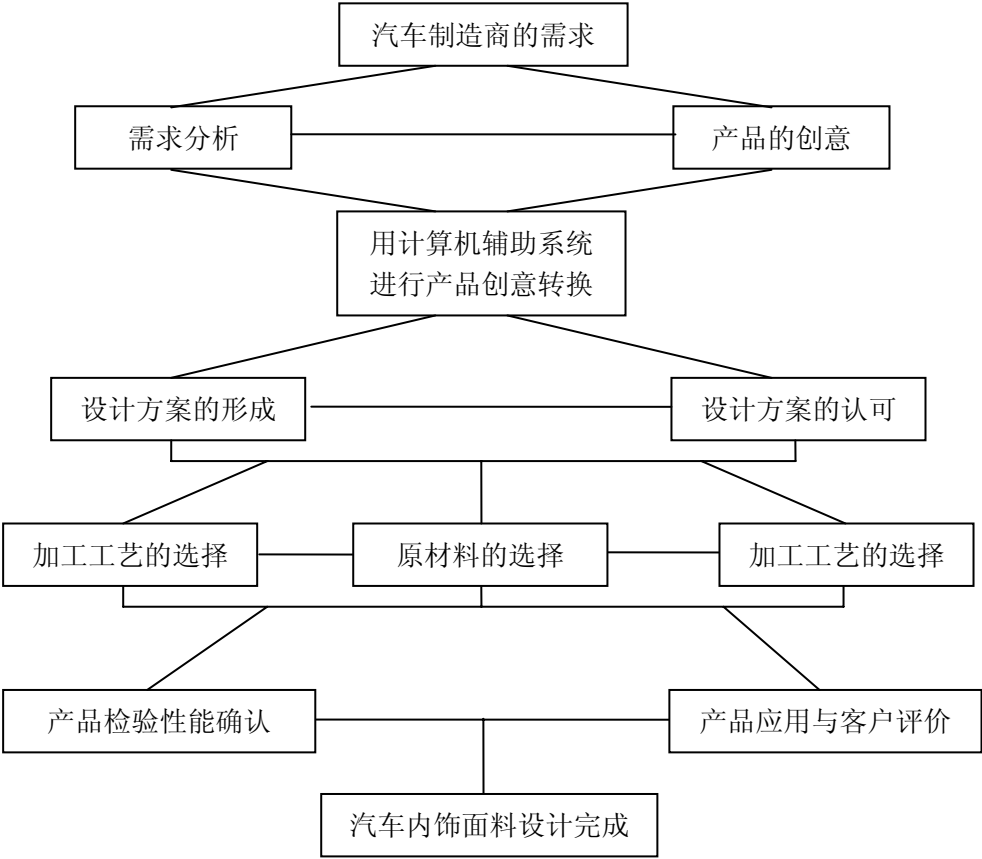 汽车制造商的需求
需求分析
产品的创意
用计算机辅助系统
进行产品创意转换
设计方案的形成
设计方案的认可
加工工艺的选择
原材料的选择
加工工艺的选择
产品检验性能确认
产品应用与客户评价
汽车内饰面料设计完成